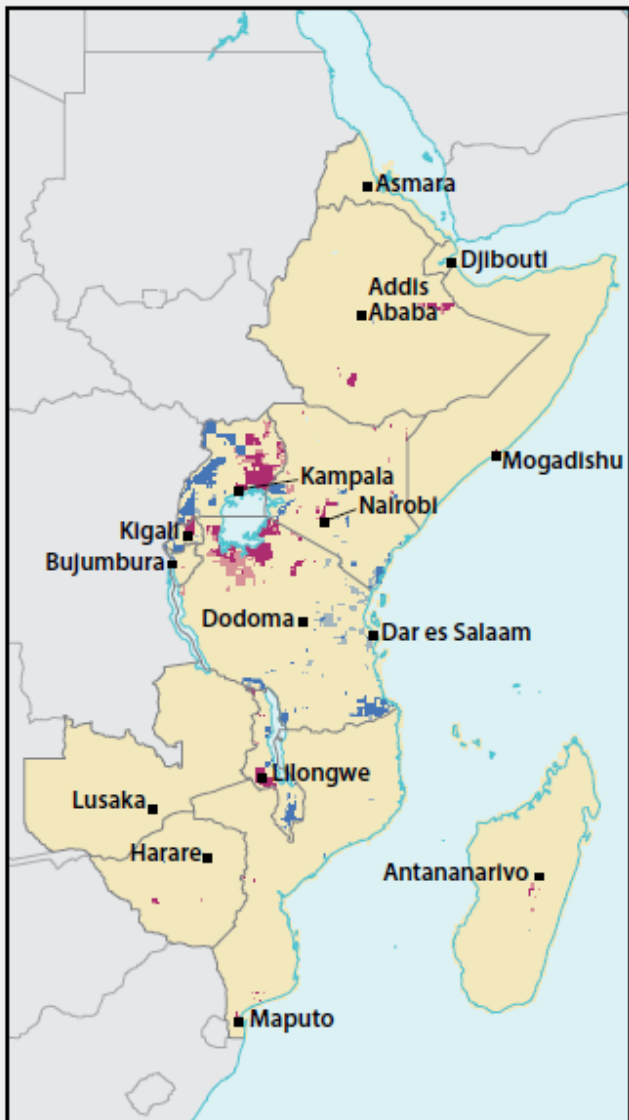 Asmara
Djibouti
Addis
Ababa
Mogadishu
Kampala
Nairobi
Kigali
Bujumbura
Dodoma
Dar es Salaam
Lilongwe
Lusaka
Harare
Antananarivo
Maputo